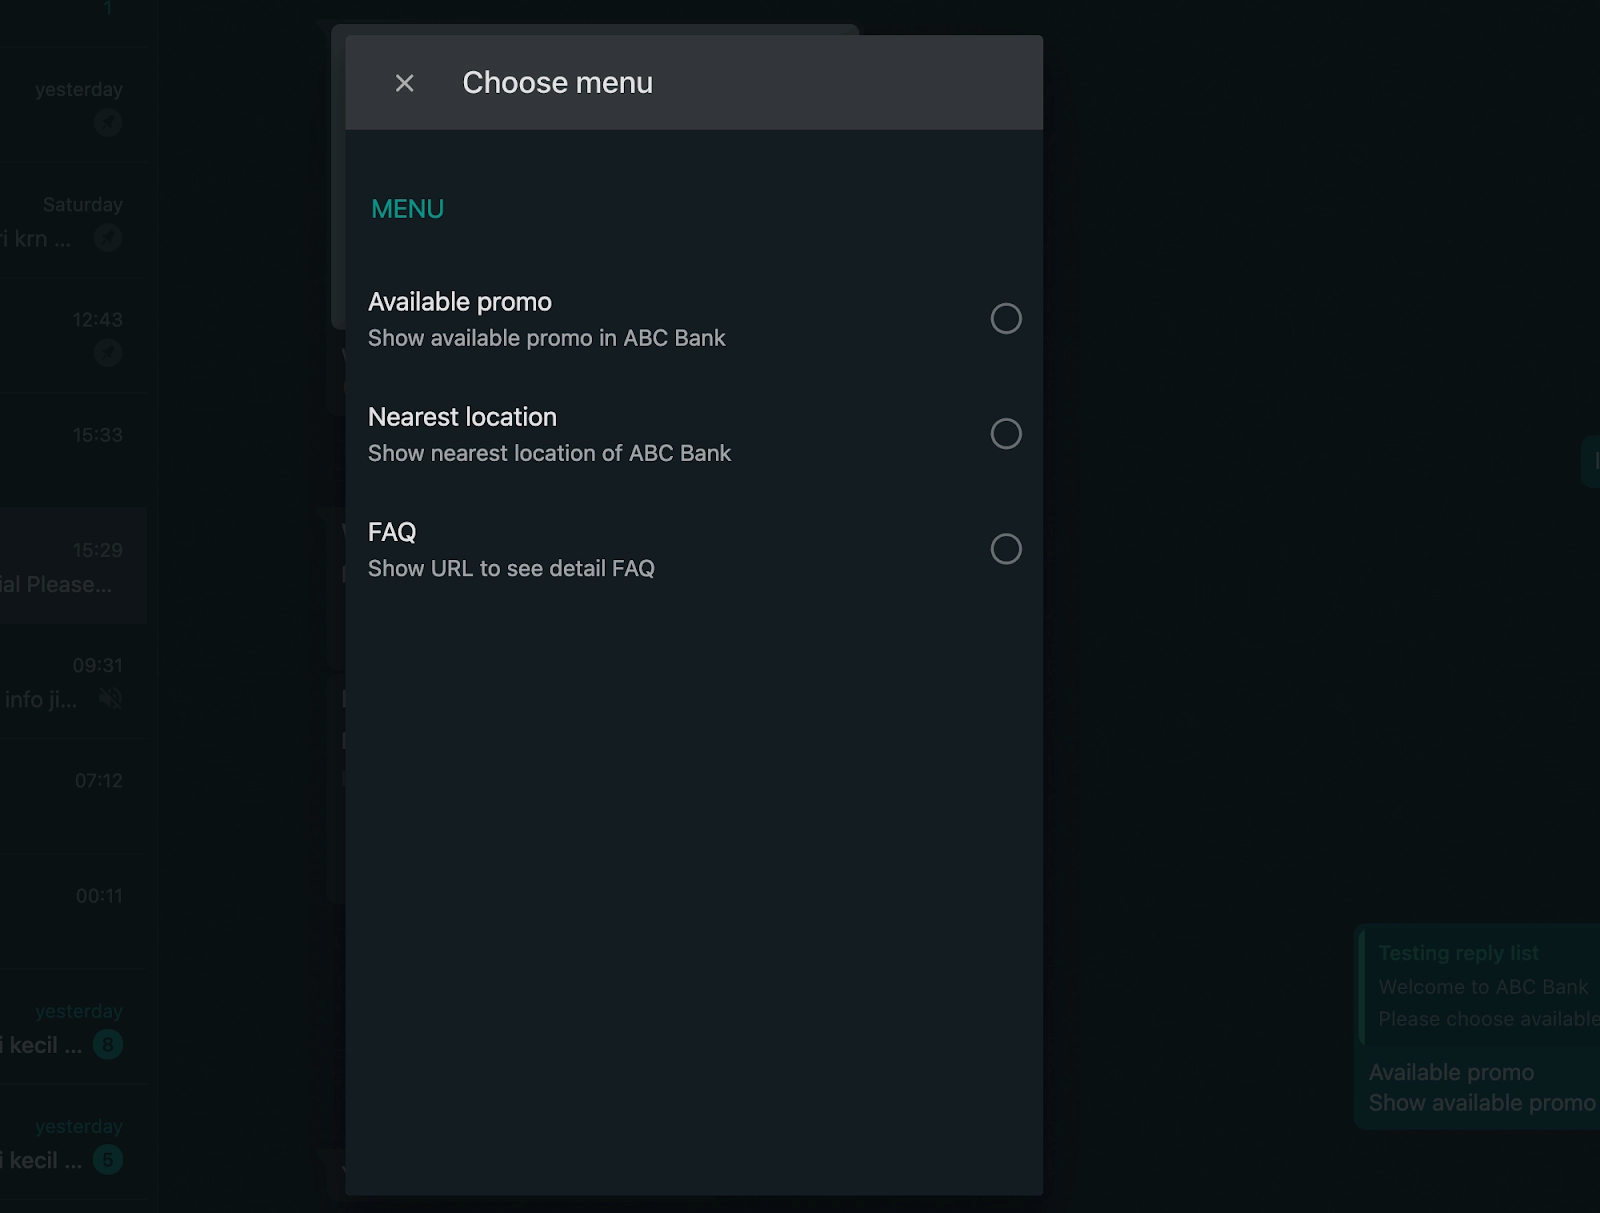 1
yesterday
Saturday
ri krn ...
12:43
15:33
15:29
ial Please...
09:31
info ji...
07:12
00:11
yesterday
i kecil ...
8
yesterday
i kecil ...
5
Choose menu
MENU
Available promo
Show available promo in ABC Bank
Nearest location
Show nearest location of ABC Bank
FAQ
Show URL to see detail FAQ
Testing reply list
Welcome to ABC Bank
Please choose available
Available promo
Show available promo